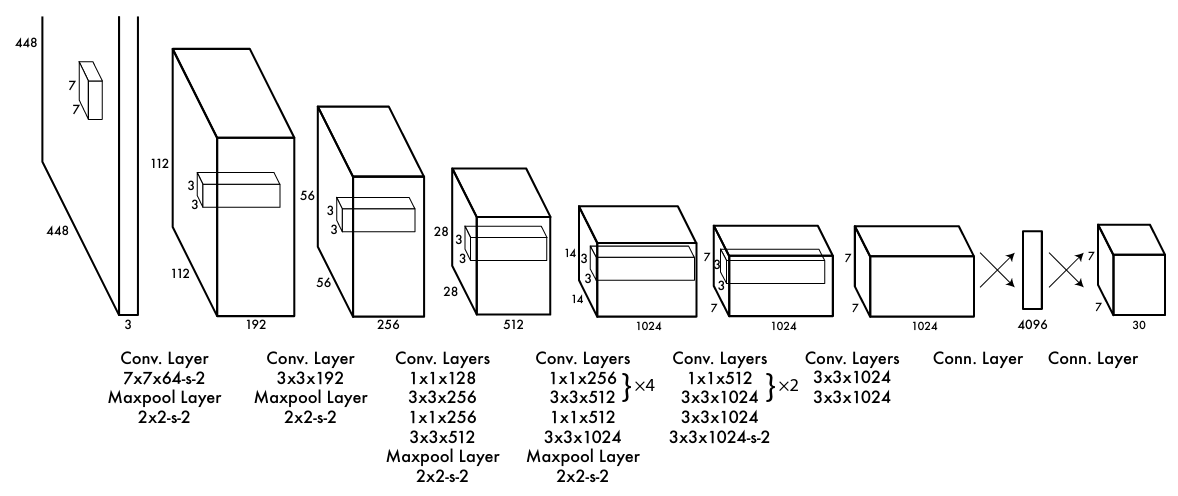 448
7
7
448
3
112
3
3
112
192
56
3
3
56
256
28
3
3
28
512
14
3
3
14
1024
7
3
3
7
1024
7
7
1024
4096
7
7
30
Conv. Layer
7x7x64-s-2
Maxpool Layer
2x2-s-2
Conv. Layer
3x3x192
Maxpool Layer
2x2-s-2
Conv. Layers
1x1x128
3x3x256
1x1x256
3x3x512
Maxpool Layer
2x2-s-2
Conv. Layers
1x1x256
3x3x512
} ×4
1x1x512
3x3x1024
Maxpool Layer
2x2-s-2
Conv. Layers
1x1x512
3x3x1024
} ×2
3x3x1024
3x3x1024-s-2
Conv. Layers
3x3x1024
3x3x1024
Conn. Layer
Conn. Layer